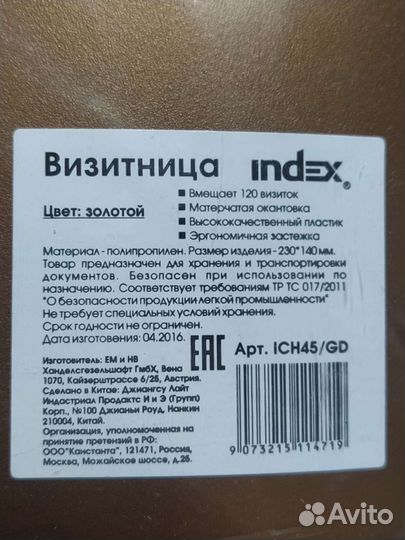 Визитница index®
Цвет: золотой
▪ Вмещает 120 визиток
▪ Матерчатая окантовка
▪ Высококачественный пластик
▪ Эргономичная застежка
Материал - полипропилен. Размер изделия - 230*140 мм.
Товар предназначен для хранения и транспортировки
документов. Безопасен при использовании по
назначению. Соответствует требованиям ТР ТС 017/2011
"О безопасности продукции легкой промышленности"
Не требует специальных условий хранения.
Срок годности не ограничен.
Дата изготовления: 04.2016.
EAC
Арт. ICH45/GD
Изготовитель: ЕМ и НВ
Ханделсгезельшафт ГмбХ, Вена
1070, Кайзерштрассе 6/25, Австрия.
Сделано в Китае: Джиангсу Лайт
Индастриал Продактс И и Э (Групп)
Корп., №100 Джианьи Роуд, Нанкин
210004, Китай.
Организация, уполномоченная на
принятие претензий в РФ:
ООО"Канстанта", 121471, Россия,
Москва, Можайское шоссе, д.25.
9 073215 114719
Avito